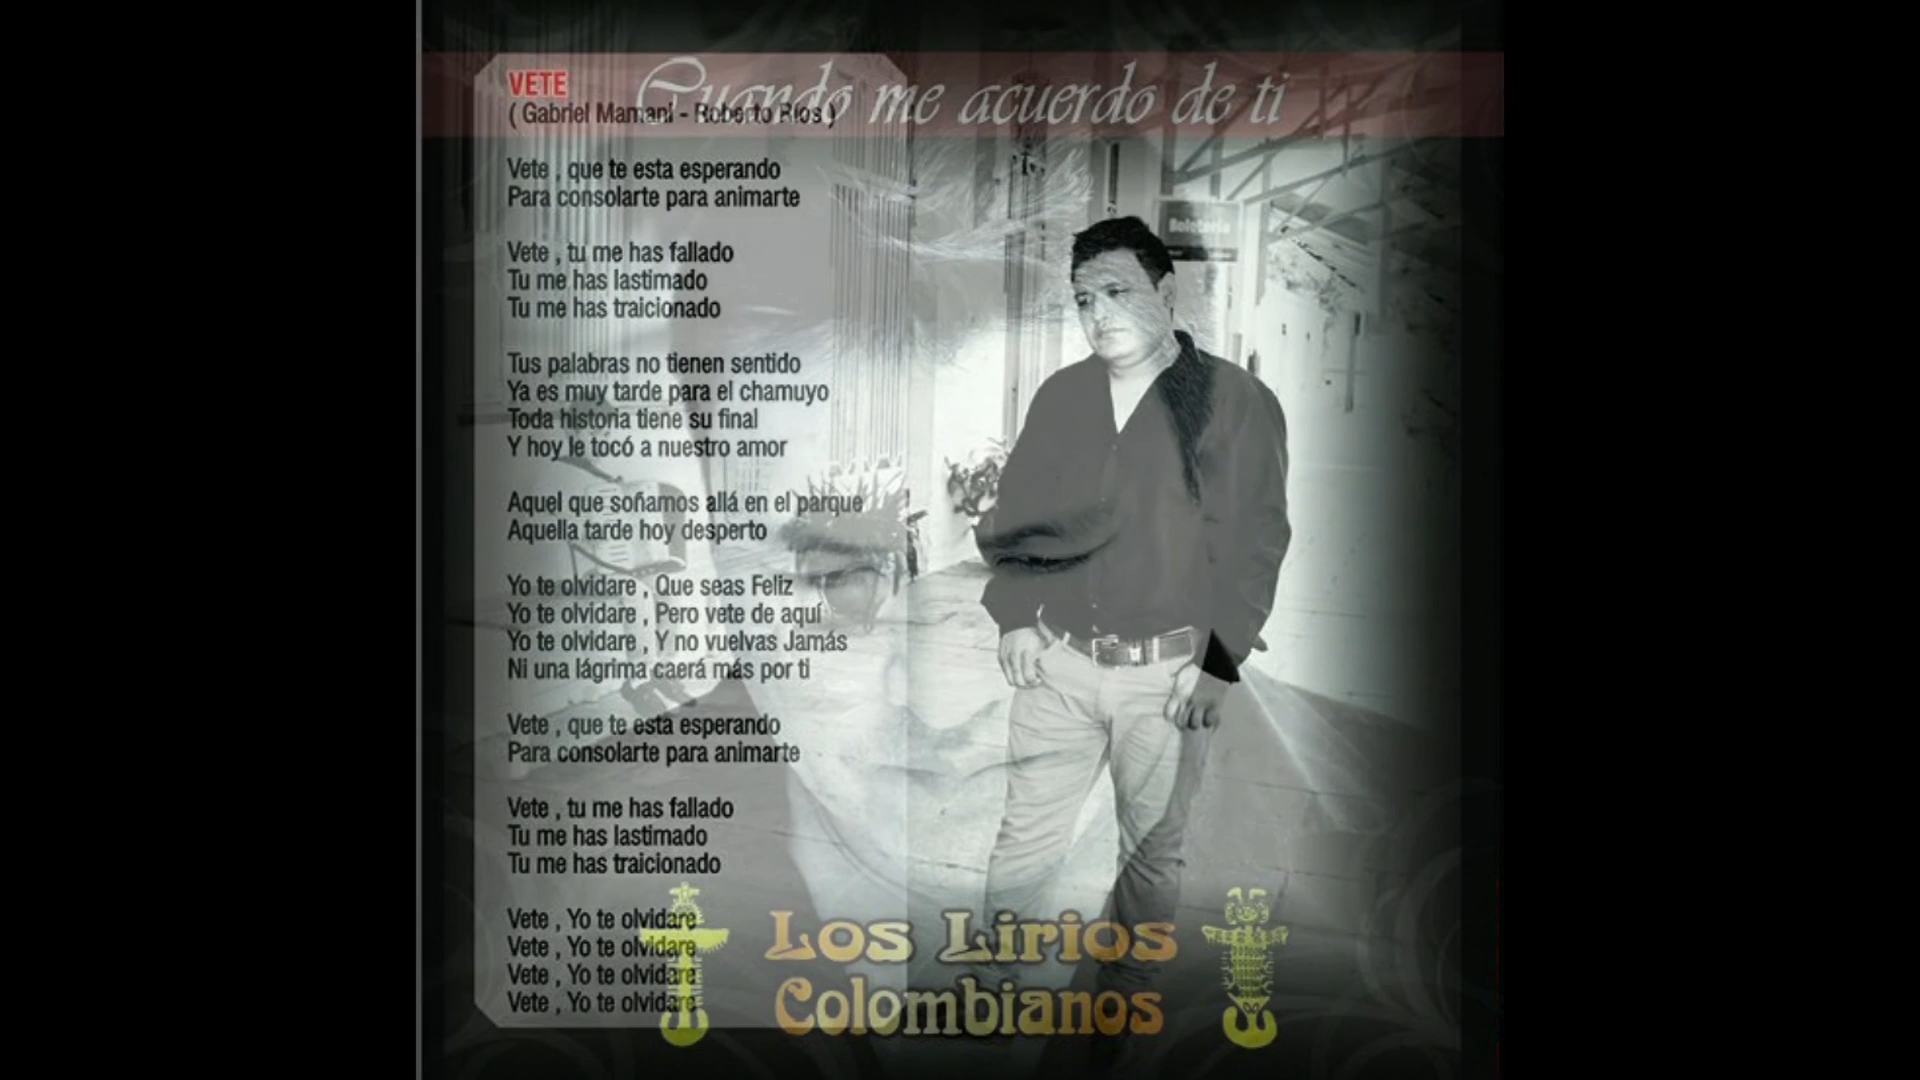 Cuando me acuerdo de ti
VETE
( Gabriel Mamani - Roberto Rios )
Vete , que te esta esperando
Para consolarte para animarte
Vete , tu me has fallado
Tu me has lastimado
Tu me has traicionado
Tus palabras no tienen sentido
Ya es muy tarde para el chamuyo
Toda historia tiene su final
Y hoy le tocó a nuestro amor
Aquel que soñamos allá en el parque
Aquella tarde hoy desperto
Yo te olvidare , Que seas Feliz
Yo te olvidare , Pero vete de aquí
Yo te olvidare , Y no vuelvas Jamás
Ni una lágrima caerá más por ti
Vete , que te esta esperando
Para consolarte para animarte
Vete , tu me has fallado
Tu me has lastimado
Tu me has traicionado
Vete , Yo te olvidare
Vete , Yo te olvidare
Vete , Yo te olvidare
Vete , Yo te olvidare
Boletería
Los Lirios
Colombianos